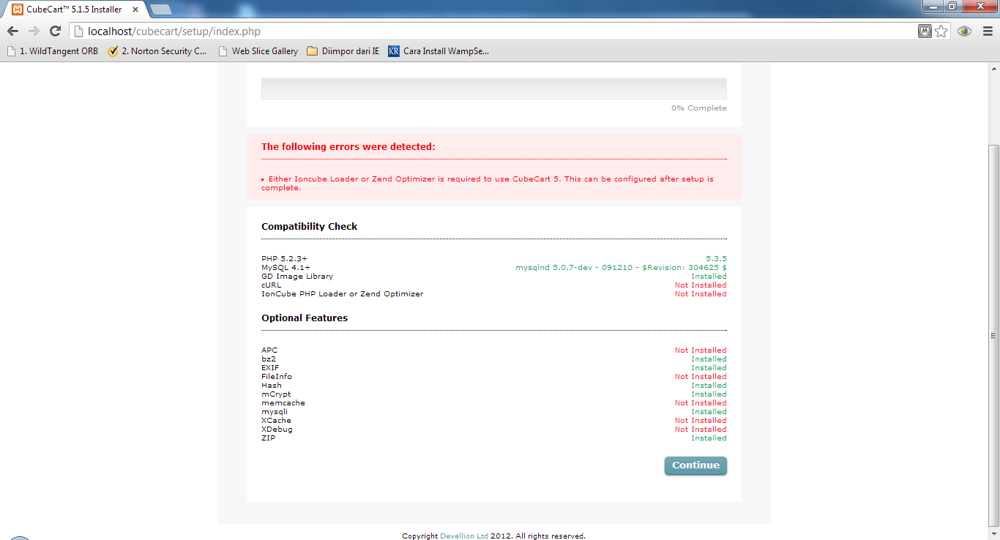 CubeCart™ 5.1.5 Installer
localhost/cubecart/setup/index.php
1. WildTangent ORB 2. Norton Security C... Web Slice Gallery Diimpor dari IE KR Cara Install WampSe...
0% Complete
The following errors were detected:
Either Ioncube Loader or Zend Optimizer is required to use CubeCart 5. This can be configured after setup is
complete.
Compatibility Check
PHP 5.2.3+ 5.3.5
MySQL 4.1+ mysqlnd 5.0.7-dev - 091210 - $Revision: 304625 $
GD Image Library Installed
cURL Not Installed
IonCube PHP Loader or Zend Optimizer Not Installed
Optional Features
APC Not Installed
bz2 Installed
EXIF Installed
FileInfo Not Installed
Hash Installed
mCrypt Installed
memcache Not Installed
mysqli Installed
XCache Not Installed
XDebug Not Installed
ZIP Installed
Continue
Copyright Devellion Ltd 2012. All rights reserved.